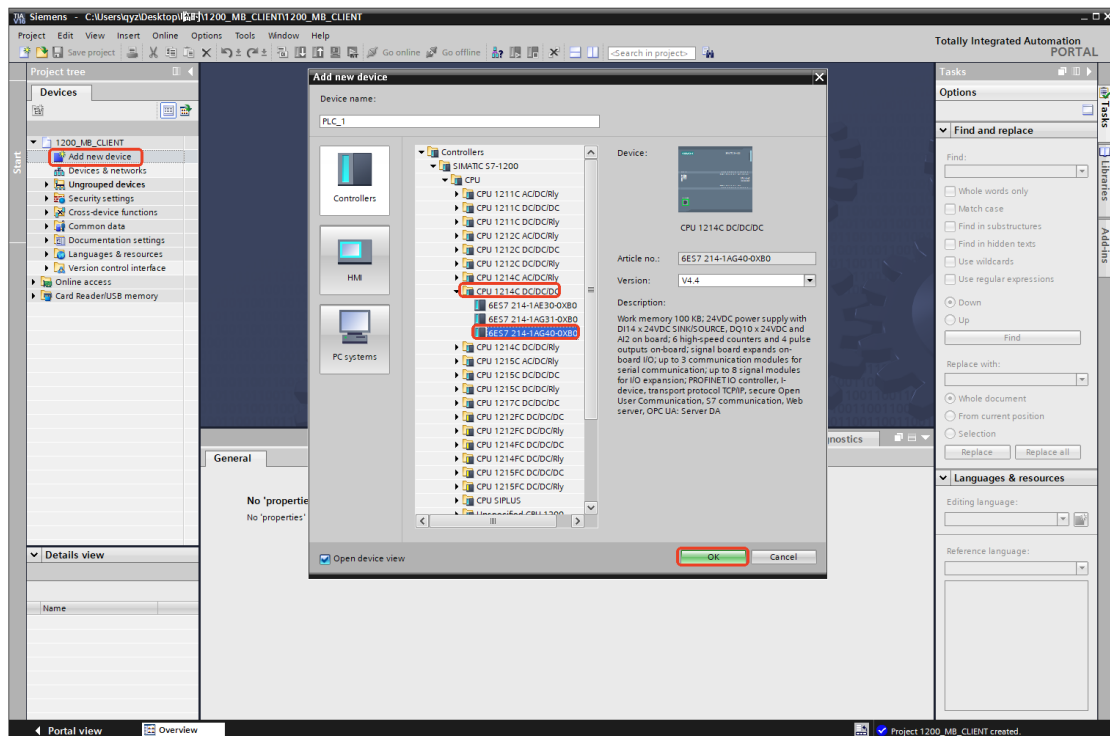 Siemens - C:\Users\qyz\Desktop\临时\1200_MB_CLIENT\1200_MB_CLIENT
Project Edit View Insert Online Options Tools Window Help
Save project
Go online Go offline
<Search in project>
Totally Integrated Automation
PORTAL
Project tree
Devices
Start
1200_MB_CLIENT
Add new device
Devices & networks
Ungrouped devices
Security settings
Cross-device functions
Common data
Documentation settings
Languages & resources
Version control interface
Online access
Card Reader/USB memory
Details view
Name
Add new device
Device name:
PLC_1
Controllers
HMI
PC systems
Controllers
SIMATIC S7-1200
CPU
CPU 1211C AC/DC/Rly
CPU 1211C DC/DC/DC
CPU 1211C DC/DC/Rly
CPU 1212C AC/DC/Rly
CPU 1212C DC/DC/DC
CPU 1212C DC/DC/Rly
CPU 1214C AC/DC/Rly
CPU 1214C DC/DC/DC
6ES7 214-1AE30-0XB0
6ES7 214-1AG31-0XB0
6ES7 214-1AG40-0XB0
CPU 1214C DC/DC/Rly
CPU 1215C AC/DC/Rly
CPU 1215C DC/DC/DC
CPU 1215C DC/DC/Rly
CPU 1217C DC/DC/DC
CPU 1212FC DC/DC/DC
CPU 1212FC DC/DC/Rly
CPU 1214FC DC/DC/DC
CPU 1214FC DC/DC/Rly
CPU 1215FC DC/DC/DC
CPU 1215FC DC/DC/Rly
CPU SIPLUS
Unspecified CPU 1200
Device:
CPU 1214C DC/DC/DC
Article no.: 6ES7 214-1AG40-0XB0
Version: V4.4
Description:
Work memory 100 KB; 24VDC power supply with
DI14 x 24VDC SINK/SOURCE, DQ10 x 24VDC and
AI2 on board; 6 high-speed counters and 4 pulse
outputs on-board; signal board expands on-
board I/O; up to 3 communication modules for
serial communication; up to 8 signal modules
for I/O expansion; PROFINET IO controller, I-
device, transport protocol TCP/IP, secure Open
User Communication, S7 communication, Web
server, OPC UA: Server DA
Open device view
OK Cancel
General
gnostics
No 'propertie
No 'properties'
Tasks
Options
Find and replace
Find:
Whole words only
Match case
Find in substructures
Find in hidden texts
Use wildcards
Use regular expressions
Down
Up
Find
Replace with:
Whole document
From current position
Selection
Replace Replace all
Languages & resources
Editing language:
Reference language:
Tasks
Libraries
Add-ins
Portal view Overview
Project 1200_MB_CLIENT created.